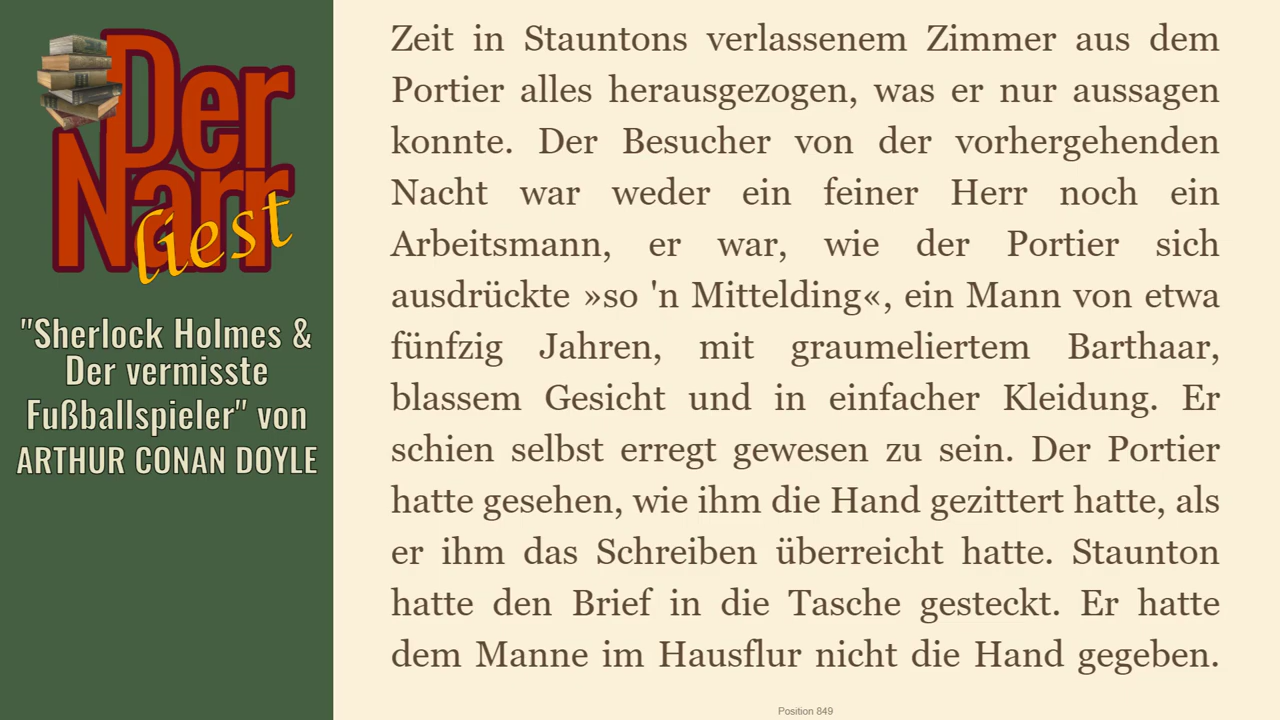 Der
Narr
liest
"Sherlock Holmes &
Der vermisste
Fußballspieler" von
ARTHUR CONAN DOYLE
Zeit in Stauntons verlassenem Zimmer aus dem
Portier alles herausgezogen, was er nur aussagen
konnte. Der Besucher von der vorhergehenden
Nacht war weder ein feiner Herr noch ein
Arbeitsmann, er war, wie der Portier sich
ausdrückte »so 'n Mittelding«, ein Mann von etwa
fünfzig Jahren, mit graumeliertem Barthaar,
blassem Gesicht und in einfacher Kleidung. Er
schien selbst erregt gewesen zu sein. Der Portier
hatte gesehen, wie ihm die Hand gezittert hatte, als
er ihm das Schreiben überreicht hatte. Staunton
hatte den Brief in die Tasche gesteckt. Er hatte
dem Manne im Hausflur nicht die Hand gegeben.
Position 849